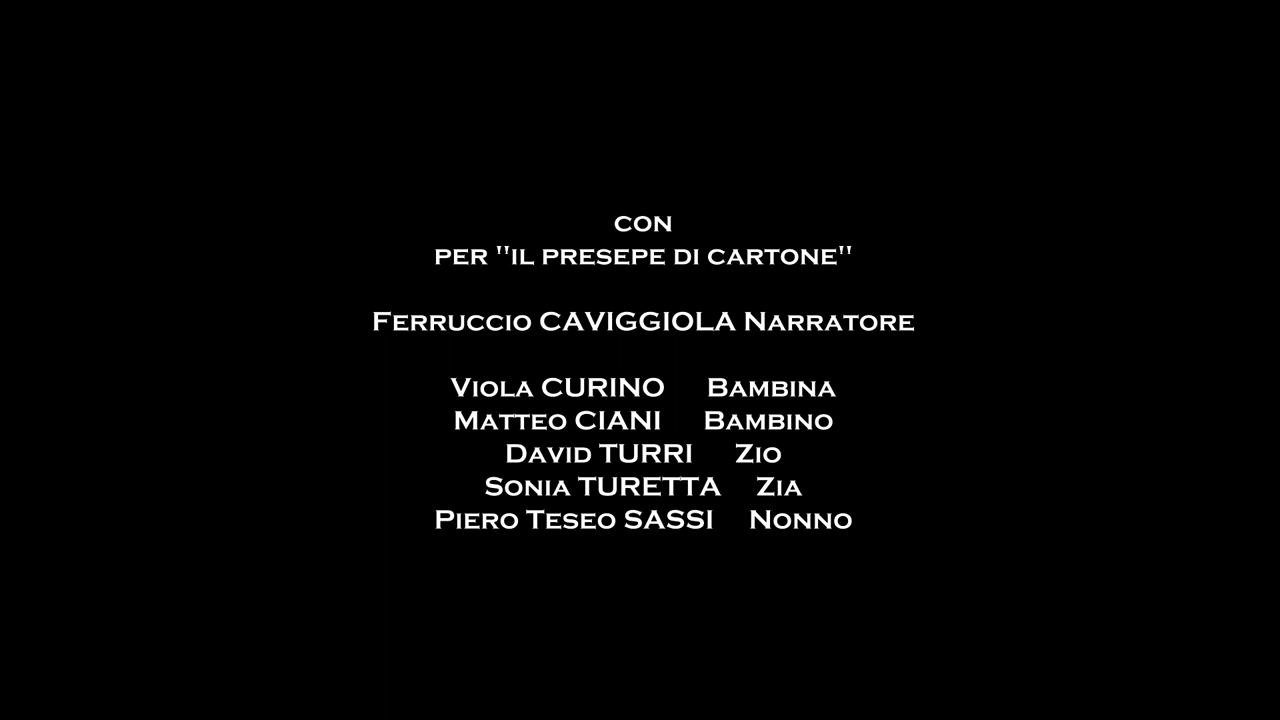 CON
PER "IL PRESEPE DI CARTONE"
Ferruccio CAVIGGIOLA Narratore
Viola CURINO Bambina
Matteo CIANI Bambino
David TURRI Zio
Sonia TURETTA Zia
Piero Teseo SASSI Nonno